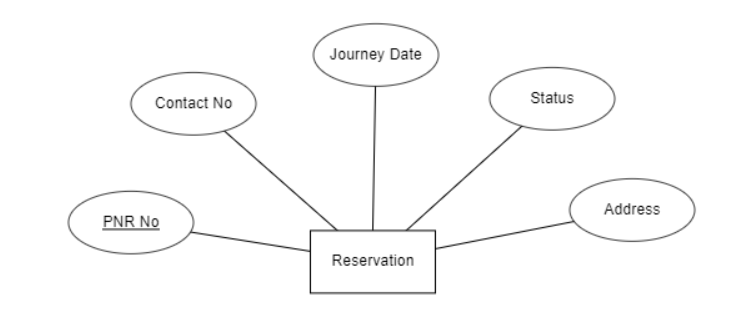 Journey Date
Contact No
Status
PNR No
Address
Reservation